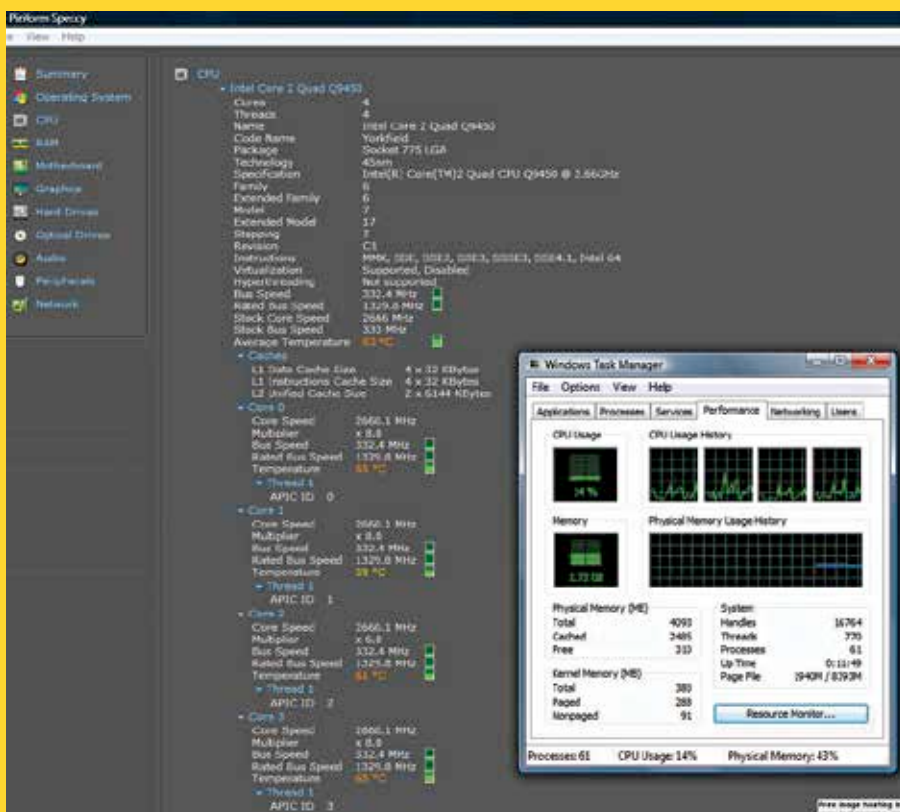 Piriform Speccy
View Help
Summary
Operating System
CPU
RAM
Motherboard
Graphics
Hard Drives
Optical Drives
Audio
Peripherals
Network
CPU
Intel Core 2 Quad Q9450
Cores 4
Threads 4
Name Intel Core 2 Quad Q9450
Code Name Yorkfield
Package Socket 775 LGA
Technology 45nm
Specification Intel(R) Core(TM)2 Quad CPU Q9450 @ 2.66GHz
Family 6
Extended Family 6
Model 7
Extended Model 17
Stepping 7
Revision C1
Instructions MMX, SSE, SSE2, SSE3, SSSE3, SSE4.1, Intel 64
Virtualization Supported, Disabled
Hyperthreading Not supported
Bus Speed 332.4 MHz
Rated Bus Speed 1329.8 MHz
Stock Core Speed 2666 MHz
Stock Bus Speed 333 MHz
Average Temperature 63 °C
Caches
L1 Data Cache Size 4 x 32 KBytes
L1 Instructions Cache Size 4 x 32 KBytes
L2 Unified Cache Size 2 x 6144 KBytes
Core 0
Core Speed 2660.1 MHz
Multiplier x 8.0
Bus Speed 332.4 MHz
Rated Bus Speed 1329.8 MHz
Temperature 65 °C
Thread 1
APIC ID 0
Core 1
Core Speed 2660.1 MHz
Multiplier x 8.0
Bus Speed 332.4 MHz
Rated Bus Speed 1329.8 MHz
Temperature 59 °C
Thread 1
APIC ID 1
Core 2
Core Speed 2660.1 MHz
Multiplier x 6.0
Bus Speed 332.4 MHz
Rated Bus Speed 1329.8 MHz
Temperature 61 °C
Thread 1
APIC ID 2
Core 3
Core Speed 2660.1 MHz
Multiplier x 8.0
Bus Speed 332.4 MHz
Rated Bus Speed 1329.8 MHz
Temperature 65 °C
Thread 1
APIC ID 3
Windows Task Manager
File Options View Help
Applications Processes Services Performance Networking Users
CPU Usage CPU Usage History
14 %
Memory Physical Memory Usage History
1.73 GB
Physical Memory (MB)
Total 4093
Cached 2485
Free 313
Kernel Memory (MB)
Total 380
Paged 288
Nonpaged 91
System
Handles 16764
Threads 770
Processes 61
Up Time 0:11:49
Page File 1940M / 8393M
Resource Monitor...
Processes: 61 CPU Usage: 14% Physical Memory: 43%
Free image hosting